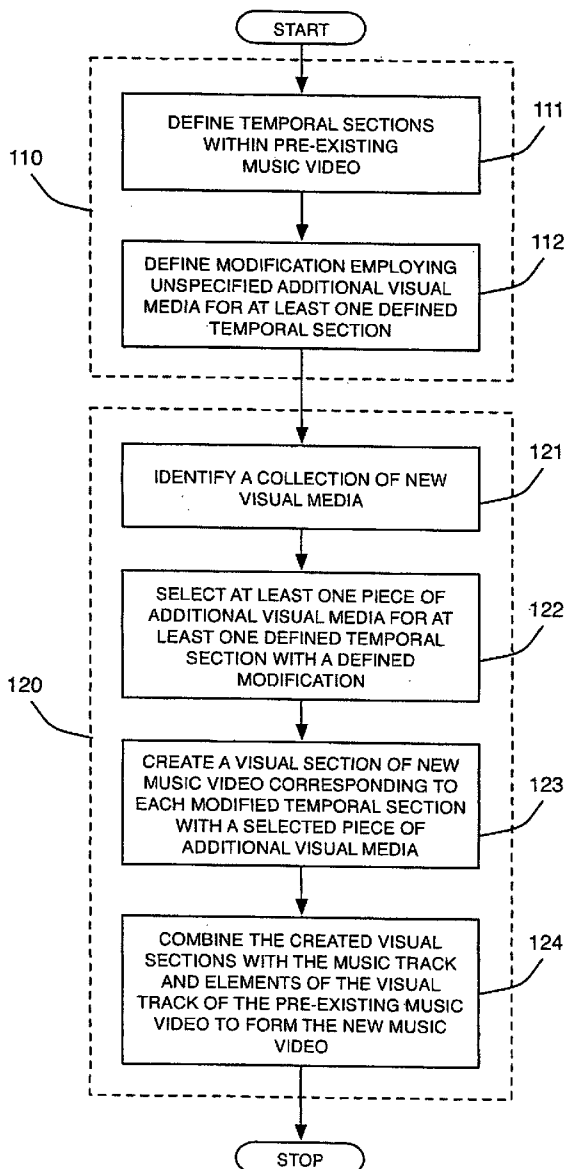 START
DEFINE TEMPORAL SECTIONS
WITHIN PRE-EXISTING
MUSIC VIDEO
111
110
DEFINE MODIFICATION EMPLOYING
UNSPECIFIED ADDITIONAL VISUAL
MEDIA FOR AT LEAST ONE DEFINED
TEMPORAL SECTION
112
IDENTIFY A COLLECTION OF NEW
VISUAL MEDIA
121
SELECT AT LEAST ONE PIECE OF
ADDITIONAL VISUAL MEDIA FOR AT
LEAST ONE DEFINED TEMPORAL
SECTION WITH A DEFINED
MODIFICATION
122
120
CREATE A VISUAL SECTION OF NEW
MUSIC VIDEO CORRESPONDING TO
EACH MODIFIED TEMPORAL SECTION
WITH A SELECTED PIECE OF
ADDITIONAL VISUAL MEDIA
123
COMBINE THE CREATED VISUAL
SECTIONS WITH THE MUSIC TRACK
AND ELEMENTS OF THE VISUAL
TRACK OF THE PRE-EXISTING MUSIC
VIDEO TO FORM THE NEW MUSIC
VIDEO
124
STOP